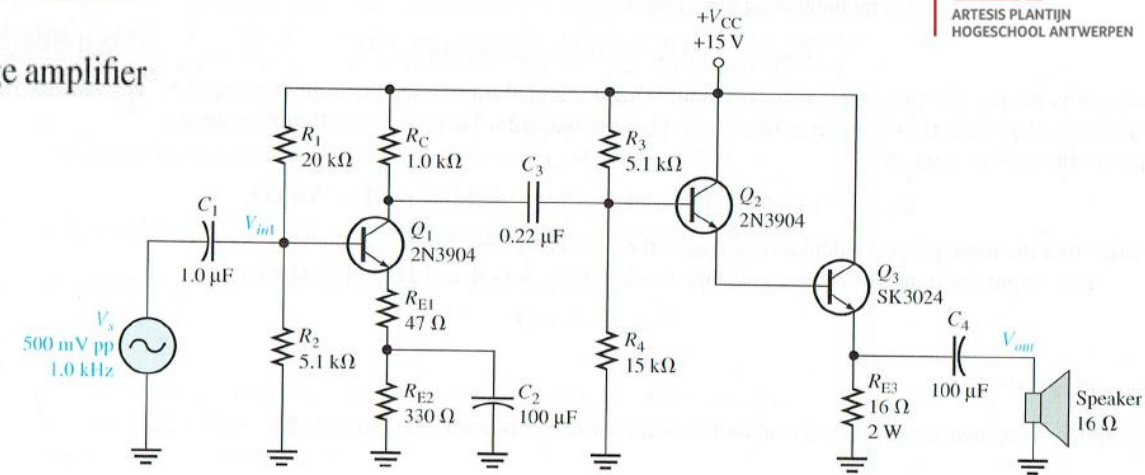 ARTESIS PLANTIJN
HOGESCHOOL ANTWERPEN
ge amplifier
+VCC
+15 V
R1
20 kΩ
RC
1.0 kΩ
R3
5.1 kΩ
C3
0.22 μF
Q2
2N3904
C1
1.0 μF
Vin1
Q1
2N3904
Q3
SK3024
RE1
47 Ω
Vs
500 mV pp
1.0 kHz
R2
5.1 kΩ
R4
15 kΩ
C4
100 μF
Vout
RE2
330 Ω
C2
100 μF
RE3
16 Ω
2 W
Speaker
16 Ω